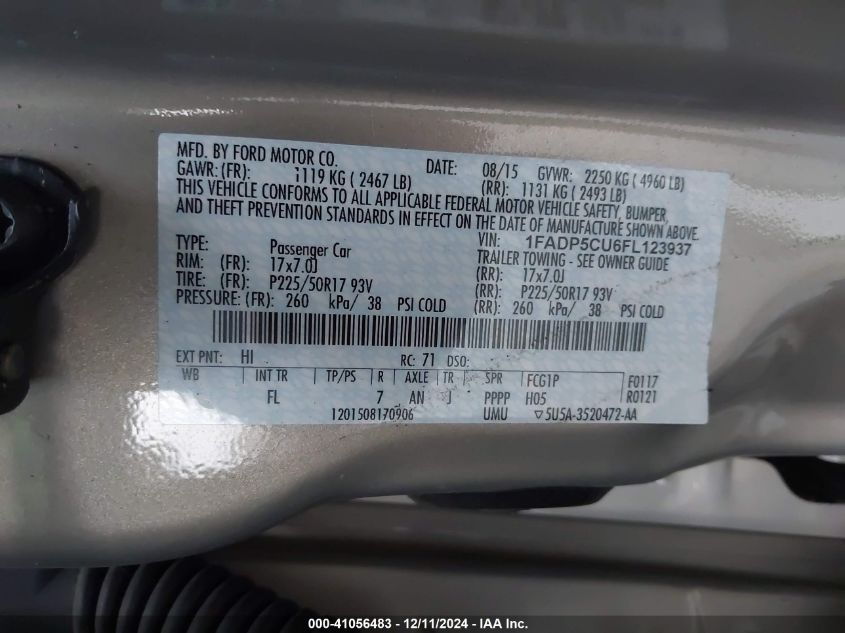 MFD. BY FORD MOTOR CO. DATE: 08/15 GVWR: 2250 KG ( 4960 LB)
GAWR: (FR): 1119 KG ( 2467 LB) (RR): 1131 KG ( 2493 LB)
THIS VEHICLE CONFORMS TO ALL APPLICABLE FEDERAL MOTOR VEHICLE SAFETY, BUMPER,
AND THEFT PREVENTION STANDARDS IN EFFECT ON THE DATE OF MANUFACTURE SHOWN ABOVE.
VIN: 1FADP5CU6FL123937
TYPE: Passenger Car TRAILER TOWING - SEE OWNER GUIDE
RIM: (FR): 17x7.0J (RR): 17x7.0J
TIRE: (FR): P225/50R17 93V (RR): P225/50R17 93V
PRESSURE: (FR): 260 kPa/ 38 PSI COLD (RR): 260 kPa/ 38 PSI COLD
EXT PNT: HI RC: 71 DSO:
WB INT TR TP/PS R AXLE TR SPR FCG1P F0117
FL 7 AN J PPPP H05 R0121
1201508170906 UMU ▽5U5A-3520472-AA
000-41056483 - 12/11/2024 - IAAI.com